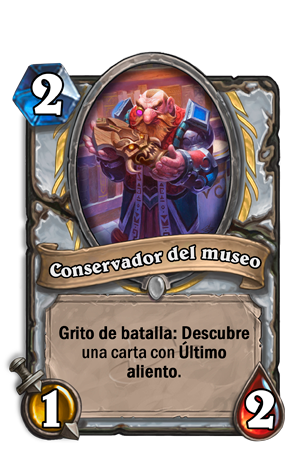 2
Conservador del museo
Grito de batalla: Descubre
una carta con Último
aliento.
1
2